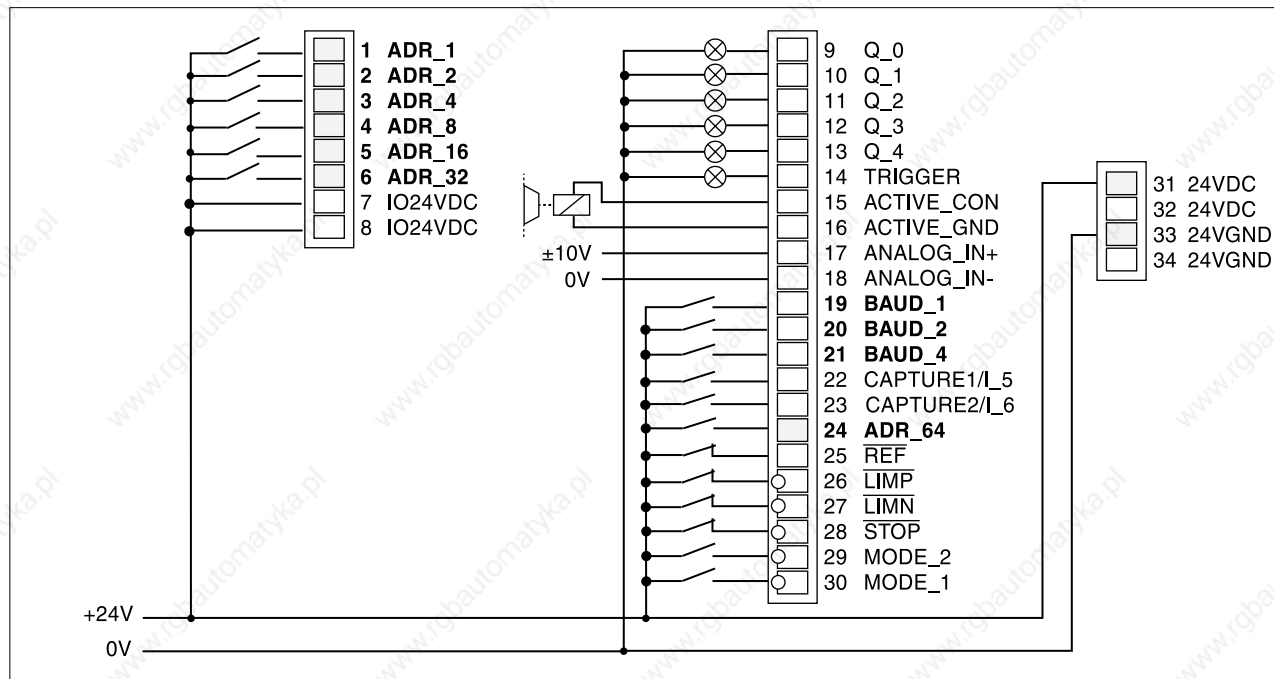 1 ADR_1
2 ADR_2
3 ADR_4
4 ADR_8
5 ADR_16
6 ADR_32
7 IO24VDC
8 IO24VDC
9 Q_0
10 Q_1
11 Q_2
12 Q_3
13 Q_4
14 TRIGGER
15 ACTIVE_CON
16 ACTIVE_GND
±10V 17 ANALOG_IN+
0V 18 ANALOG_IN-
19 BAUD_1
20 BAUD_2
21 BAUD_4
22 CAPTURE1/I_5
23 CAPTURE2/I_6
24 ADR_64
25 REF
26 LIMP
27 LIMN
28 STOP
29 MODE_2
30 MODE_1
31 24VDC
32 24VDC
33 24VGND
34 24VGND
+24V
0V
www.rgbautomatyka.pl